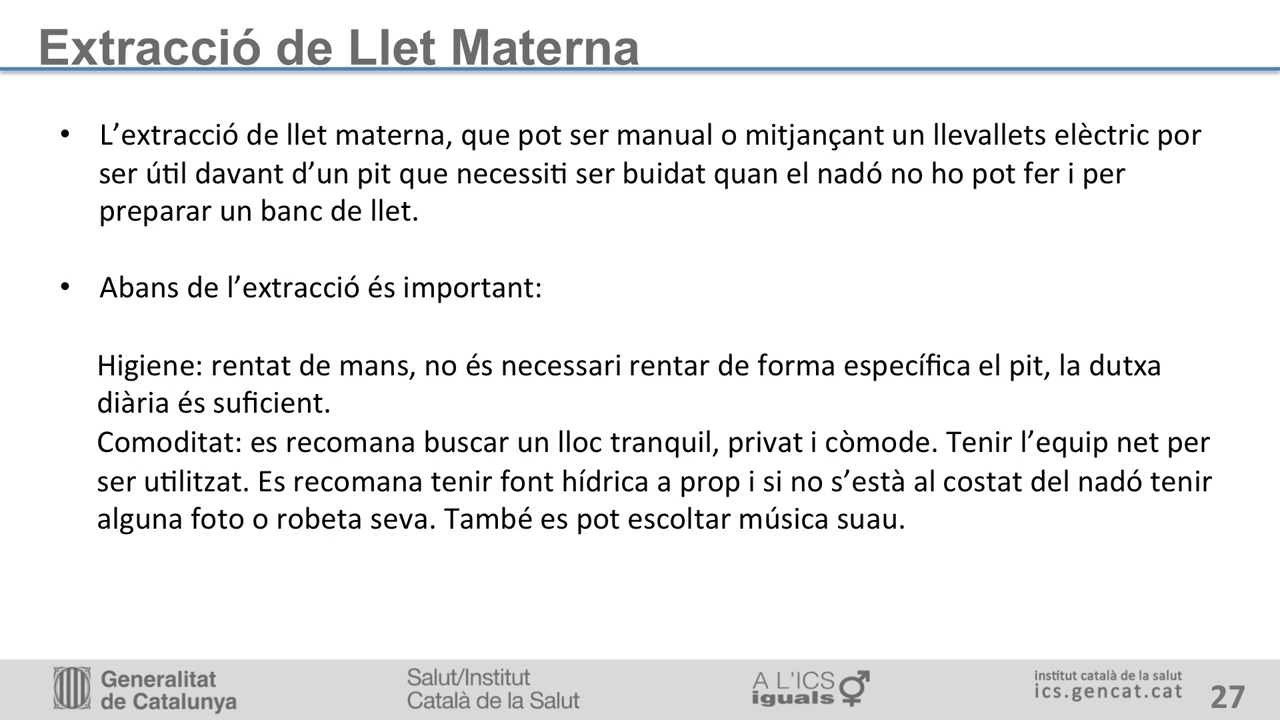 Extracció de Llet Materna
• L’extracció de llet materna, que pot ser manual o mitjançant un llevallets elèctric por
ser útil davant d’un pit que necessiti ser buidat quan el nadó no ho pot fer i per
preparar un banc de llet.
• Abans de l’extracció és important:
Higiene: rentat de mans, no és necessari rentar de forma específica el pit, la dutxa
diària és suficient.
Comoditat: es recomana buscar un lloc tranquil, privat i còmode. Tenir l’equip net per
ser utilitzat. Es recomana tenir font hídrica a prop i si no s’està al costat del nadó tenir
alguna foto o robeta seva. També es pot escoltar música suau.
Generalitat
de Catalunya
Salut/Institut
Català de la Salut
A L'ICS
iguals
institut català de la salut
ics.gencat.cat
27